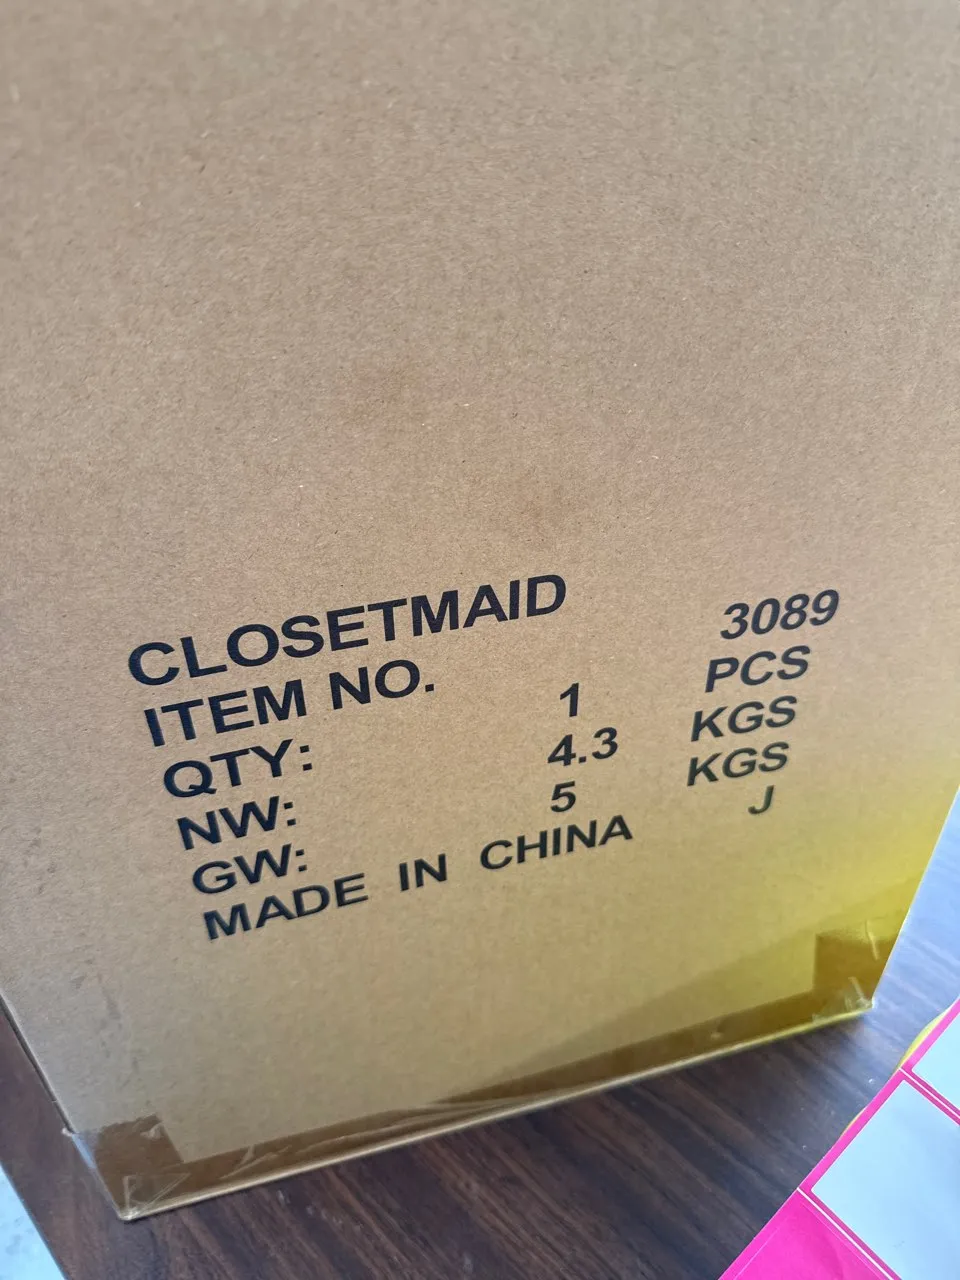 CLOSETMAID
ITEM NO. 3089
QTY: 1 PCS
NW: 4.3 KGS
GW: 5 KGS
MADE IN CHINA J